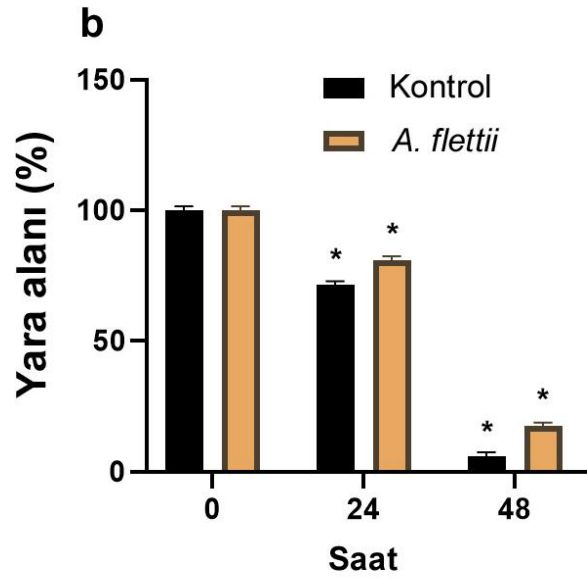 b
Kontrol
A. flettii
Yara alanı (%)
150
100
50
0
*
*
*
*
0
24
48
Saat